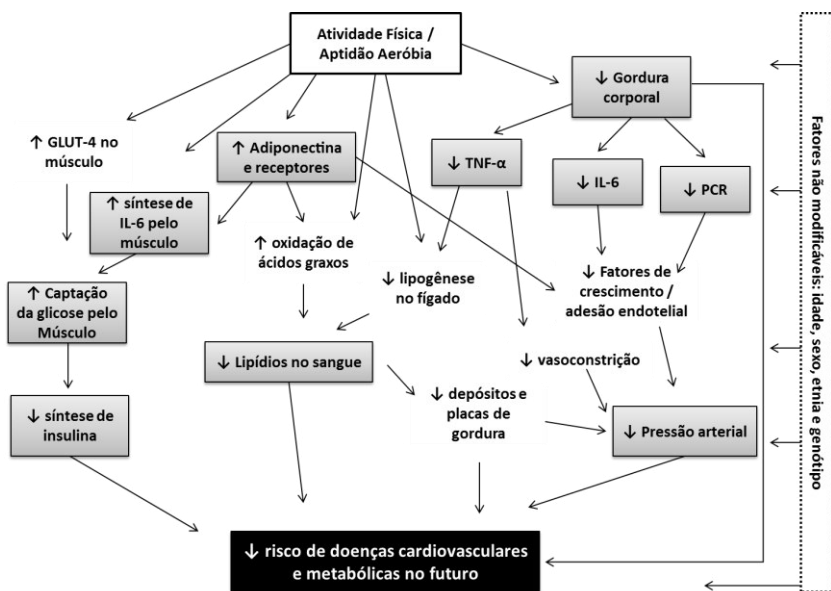 Atividade Física /
Aptidão Aeróbia
↓ Gordura
corporal
↑ GLUT-4 no
músculo
↑ Adiponectina
e receptores
↓ TNF-α
↓ IL-6
↓ PCR
↑ síntese de
IL-6 pelo
músculo
↑ oxidação de
ácidos graxos
↓ lipogênese
no fígado
↓ Fatores de
crescimento /
adesão endotelial
↑ Captação
da glicose pelo
Músculo
↓ Lipídios no sangue
↓ vasoconstrição
↓ síntese de
insulina
↓ depósitos e
placas de
gordura
↓ Pressão arterial
↓ risco de doenças cardiovasculares
e metabólicas no futuro
Fatores não modificáveis: idade, sexo, etnia e genótipo